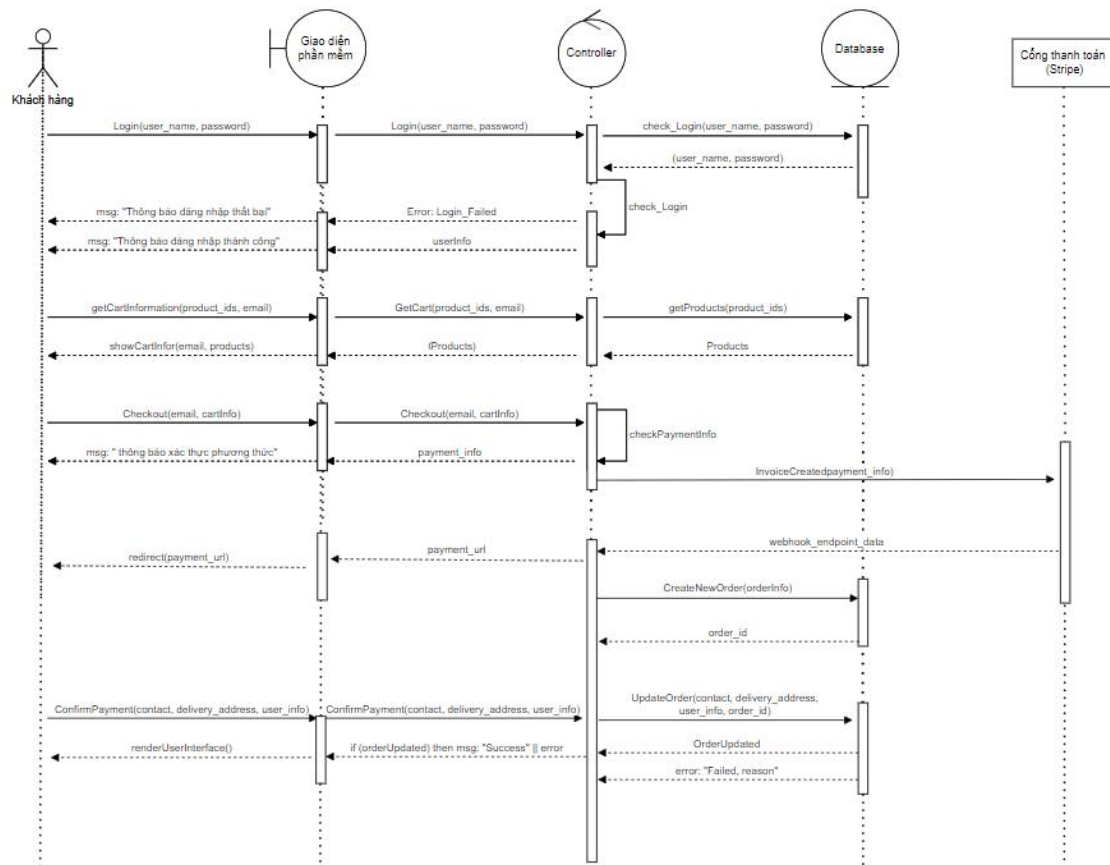 Giao diện
phần mềm
Controller
Database
Cổng thanh toán
(Stripe)
Khách hàng
Login(user_name, password)
Login(user_name, password)
check_Login(user_name, password)
(user_name, password)
check_Login
msg: "Thông báo đăng nhập thất bại"
Error: Login_Failed
msg: "Thông báo đăng nhập thành công"
userInfo
getCartInformation(product_ids, email)
GetCart(product_ids, email)
getProducts(product_ids)
showCartInfor(email, products)
(Products)
Products
Checkout(email, cartInfo)
Checkout(email, cartInfo)
checkPaymentInfo
msg: " thông báo xác thực phương thức"
payment_info
InvoiceCreatedpayment_info)
webhook_endpoint_data
payment_url
redirect(payment_url)
CreateNewOrder(orderInfo)
order_id
ConfirmPayment(contact, delivery_address, user_info)
ConfirmPayment(contact, delivery_address, user_info)
UpdateOrder(contact, delivery_address,
user_info, order_id)
renderUserInterface()
if (orderUpdated) then msg: "Success" || error
OrderUpdated
error: "Failed, reason"